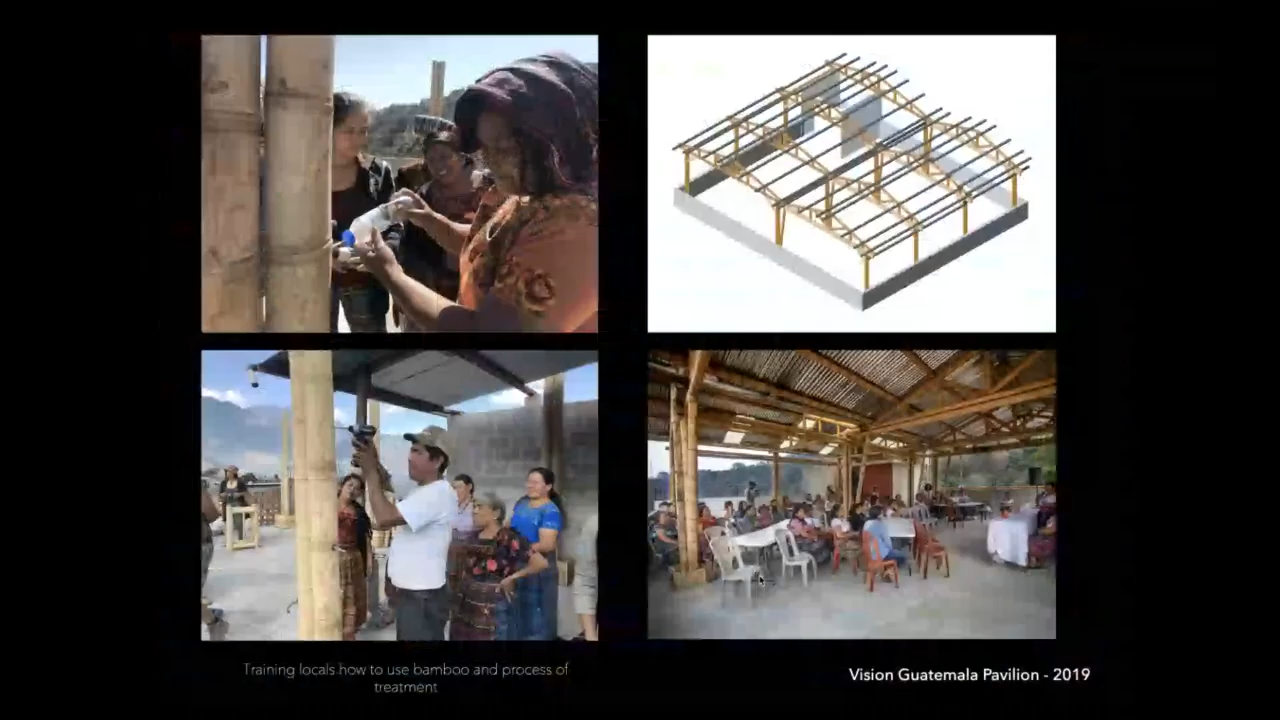 Training locals how to use bamboo and process of
treatment
Vision Guatemala Pavilion - 2019